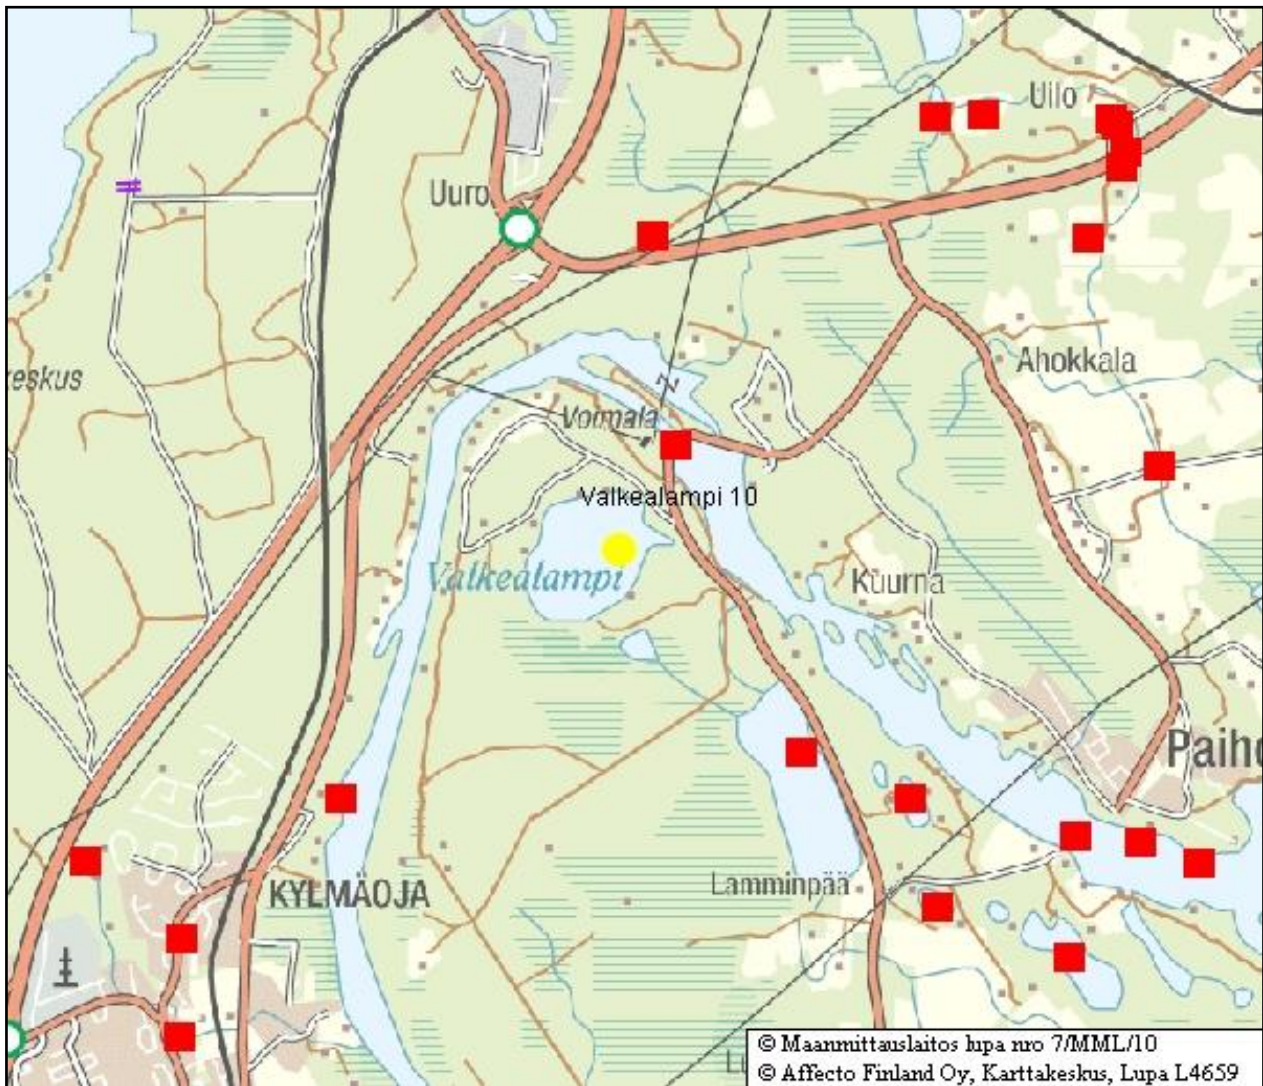 Uilo
Uuro
eskus
Ahokkala
Voimala
Valkealampi 10
Valkealampi
Kuurna
Paiho
Lamminpää
KYLMÄOJA
© Maanmittauslaitos lupa nro 7/MML/10
© Affecto Finland Oy, Karttakeskus, Lupa L4659